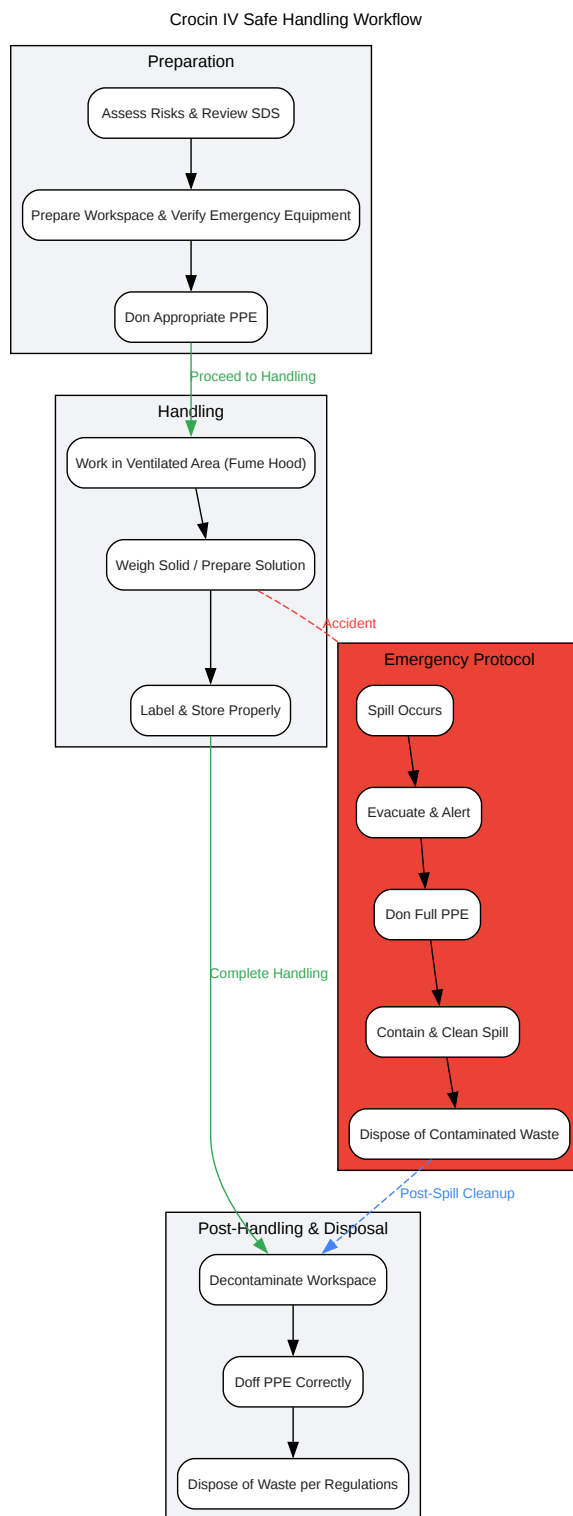 Crocin IV Safe Handling Workflow
Preparation
Assess Risks & Review SDS
Prepare Workspace & Verify Emergency Equipment
Don Appropriate PPE
Proceed to Handling
Handling
Work in Ventilated Area (Fume Hood)
Weigh Solid / Prepare Solution
Accident
Label & Store Properly
Emergency Protocol
Spill Occurs
Evacuate & Alert
Don Full PPE
Contain & Clean Spill
Dispose of Contaminated Waste
Complete Handling
Post-Spill Cleanup
Post-Handling & Disposal
Decontaminate Workspace
Doff PPE Correctly
Dispose of Waste per Regulations